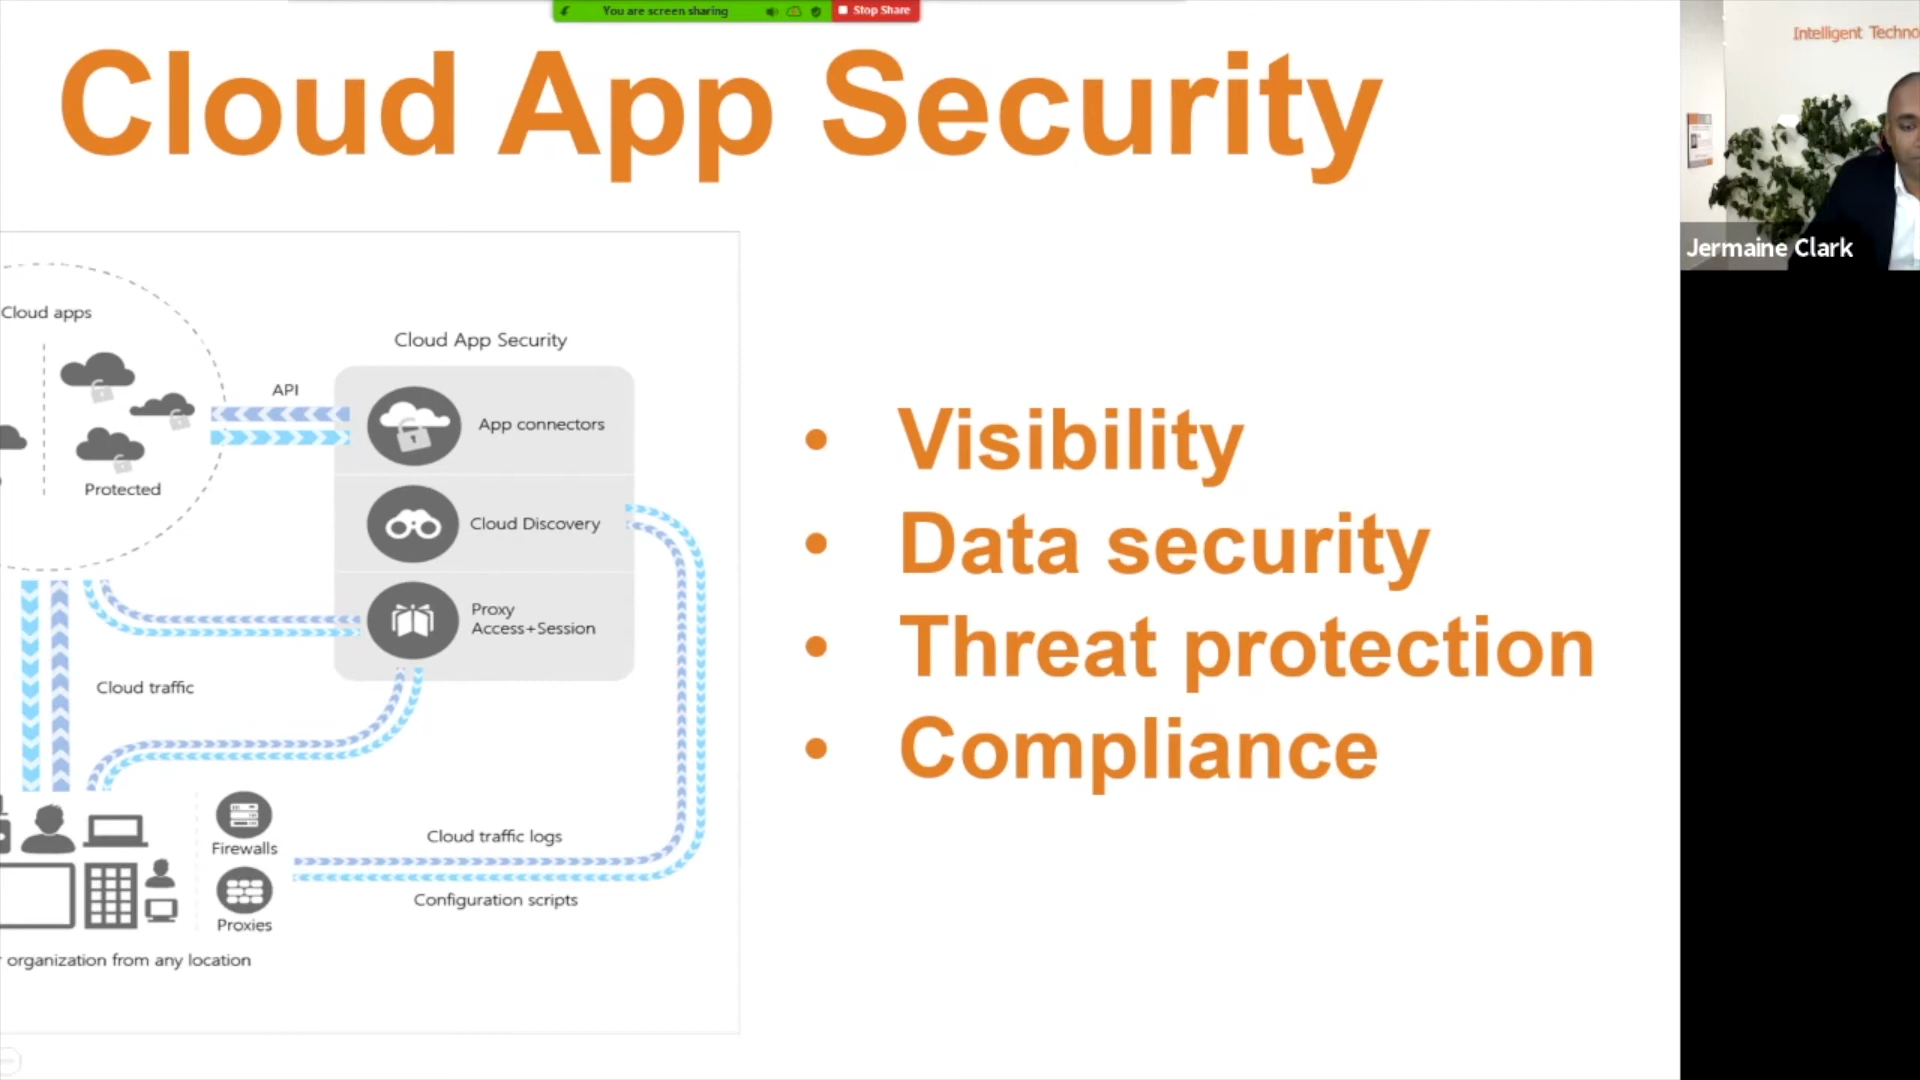 You are screen sharing
Stop Share
Cloud App Security
Intelligent
Jermaine Clark
Cloud apps
Protected
API
Cloud App Security
App connectors
Cloud Discovery
Proxy
Access+Session
Cloud traffic
Firewalls
Proxies
Cloud traffic logs
Configuration scripts
organization from any location
• Visibility
• Data security
• Threat protection
• Compliance